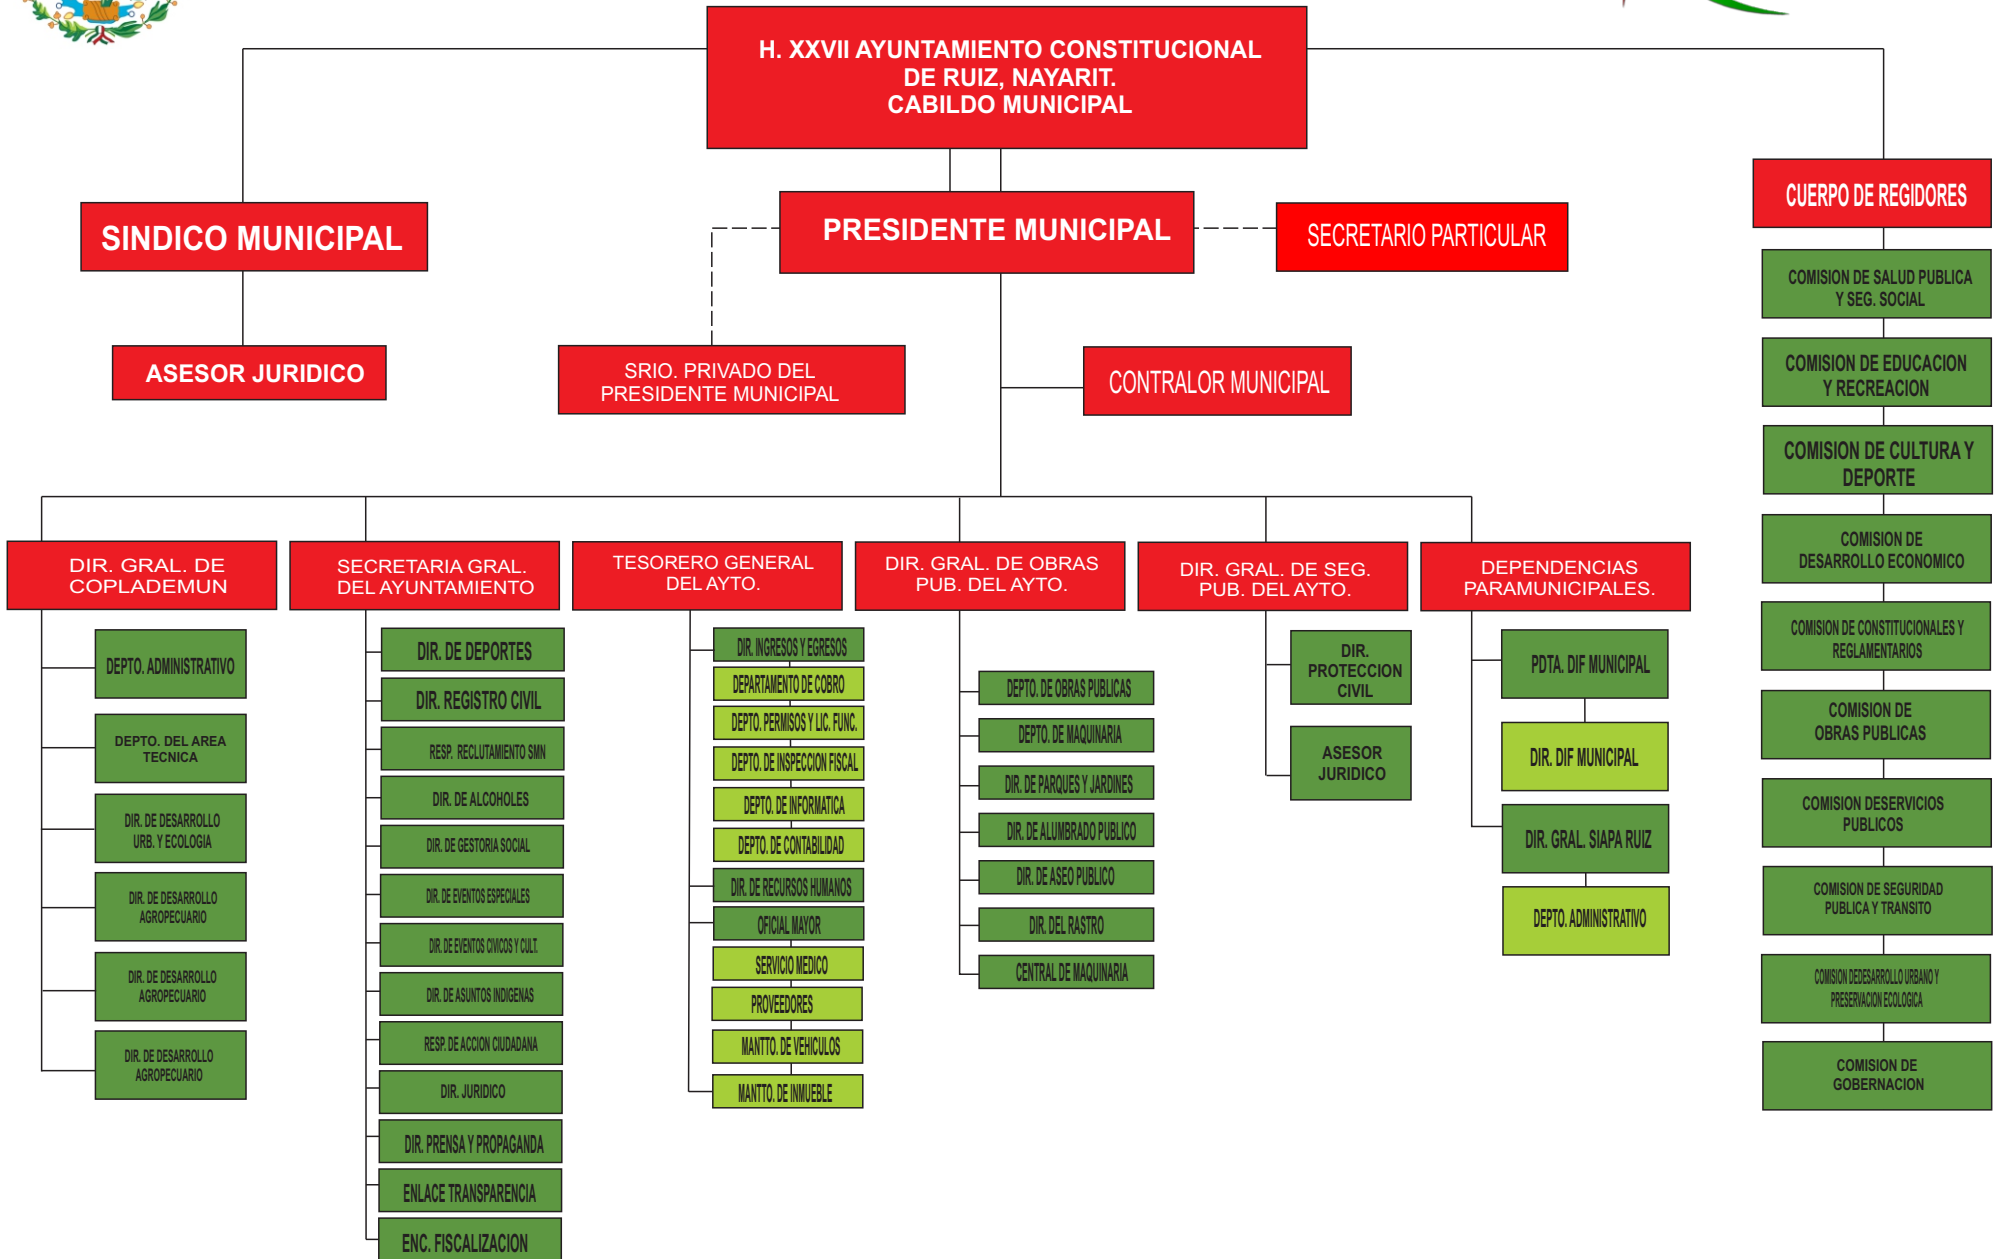 H. XXVII AYUNTAMIENTO CONSTITUCIONAL
DE RUIZ, NAYARIT.
CABILDO MUNICIPAL
SINDICO MUNICIPAL
PRESIDENTE MUNICIPAL
SECRETARIO PARTICULAR
CUERPO DE REGIDORES
ASESOR JURIDICO
SRIO. PRIVADO DEL
PRESIDENTE MUNICIPAL
CONTRALOR MUNICIPAL
DIR. GRAL. DE
COPLADEMUN
DEPTO. ADMINISTRATIVO
DEPTO. DEL AREA
TECNICA
DIR. DE DESARROLLO
URB. Y ECOLOGIA
DIR. DE DESARROLLO
AGROPECUARIO
DIR. DE DESARROLLO
AGROPECUARIO
DIR. DE DESARROLLO
AGROPECUARIO
SECRETARIA GRAL.
DEL AYUNTAMIENTO
DIR. DE DEPORTES
DIR. REGISTRO CIVIL
RESP. RECLUTAMIENTO SMN
DIR. DE ALCOHOLES
DIR. DE GESTORIA SOCIAL
DIR. DE EVENTOS ESPECIALES
DIR. DE EVENTOS CIVICOS Y CULT.
DIR. DE ASUNTOS INDIGENAS
RESP. DE ACCION CIUDADANA
DIR. JURIDICO
DIR. PRENSA Y PROPAGANDA
ENLACE TRANSPARENCIA
ENC. FISCALIZACION
TESORERO GENERAL
DEL AYTO.
DIR. INGRESOS Y EGRESOS
DEPARTAMENTO DE COBRO
DEPTO. PERMISOS Y LIC. FUNC.
DEPTO. DE INSPECCION FISCAL
DEPTO. DE INFORMATICA
DEPTO. DE CONTABILIDAD
DIR. DE RECURSOS HUMANOS
OFICIAL MAYOR
SERVICIO MEDICO
PROVEEDORES
MANTTO. DE VEHICULOS
MANTTO. DE INMUEBLE
DIR. GRAL. DE OBRAS
PUB. DEL AYTO.
DEPTO. DE OBRAS PUBLICAS
DEPTO. DE MAQUINARIA
DIR. DE PARQUES Y JARDINES
DIR. DE ALUMBRADO PUBLICO
DIR. DE ASEO PUBLICO
DIR. DEL RASTRO
CENTRAL DE MAQUINARIA
DIR. GRAL. DE SEG.
PUB. DEL AYTO.
DIR.
PROTECCION
CIVIL
ASESOR
JURIDICO
DEPENDENCIAS
PARAMUNICIPALES.
PDTA. DIF MUNICIPAL
DIR. DIF MUNICIPAL
DIR. GRAL. SIAPA RUIZ
DEPTO. ADMINISTRATIVO
COMISION DE SALUD PUBLICA
Y SEG. SOCIAL
COMISION DE EDUCACION
Y RECREACION
COMISION DE CULTURA Y
DEPORTE
COMISION DE
DESARROLLO ECONOMICO
COMISION DE CONSTITUCIONALES Y
REGLAMENTARIOS
COMISION DE
OBRAS PUBLICAS
COMISION DESERVICIOS
PUBLICOS
COMISION DE SEGURIDAD
PUBLICA Y TRANSITO
COMISION DEDESARROLLO URBANO Y
PRESERVACION ECOLOGICA
COMISION DE
GOBERNACION